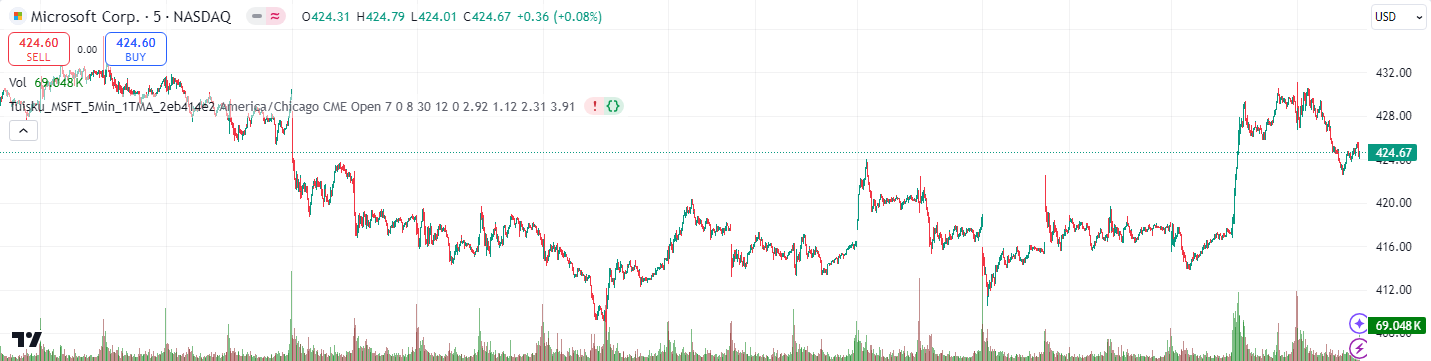 Microsoft Corp. · 5 · NASDAQ O424.31 H424.79 L424.01 C424.67 +0.36 (+0.08%)
USD
424.60 SELL
0.00
424.60 BUY
Vol 69.048 K
Tuisku_MSFT_5Min_1TMA_2eb414e2 America/Chicago CME Open 7 0 8 30 12 0 2.92 1.12 2.31 3.91
432.00
428.00
424.67
424.00
420.00
416.00
412.00
69.048 K